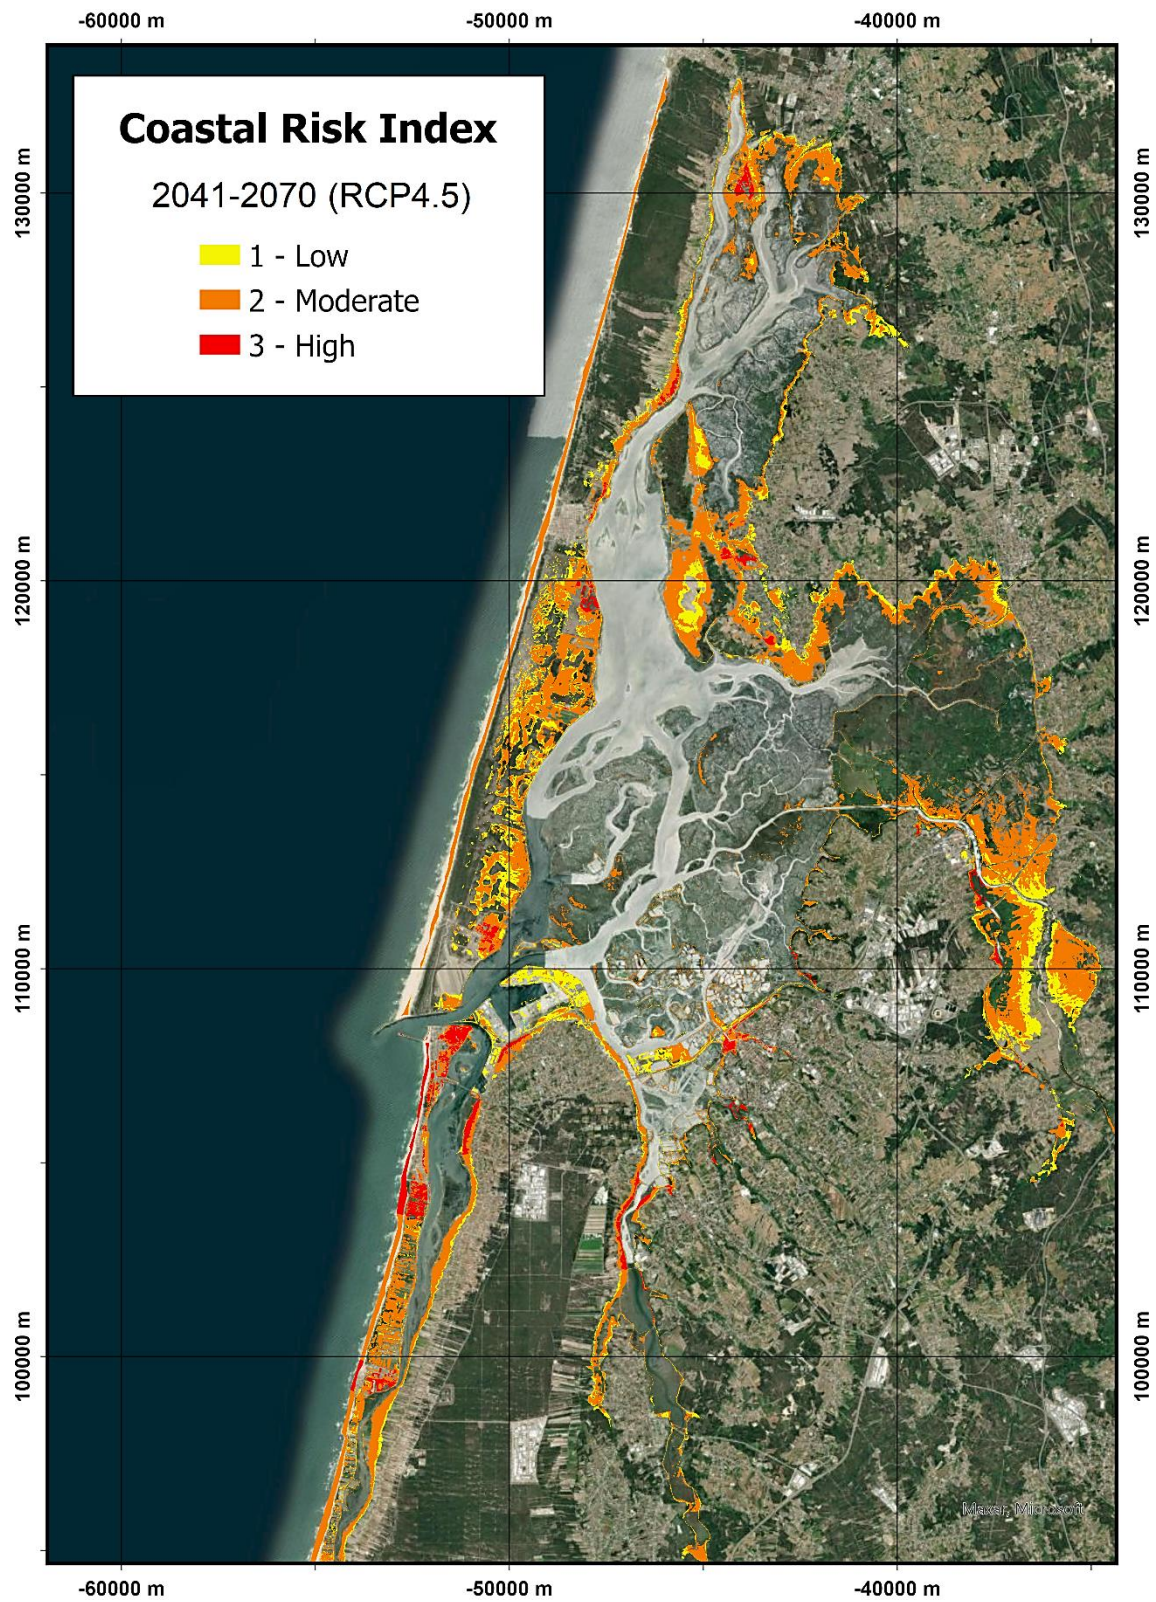 -60000 m -50000 m -40000 m
Coastal Risk Index
2041-2070 (RCP4.5)
1 - Low
2 - Moderate
3 - High
130000 m 130000 m
120000 m 120000 m
110000 m 110000 m
100000 m 100000 m
Maxar, Microsoft
-60000 m -50000 m -40000 m